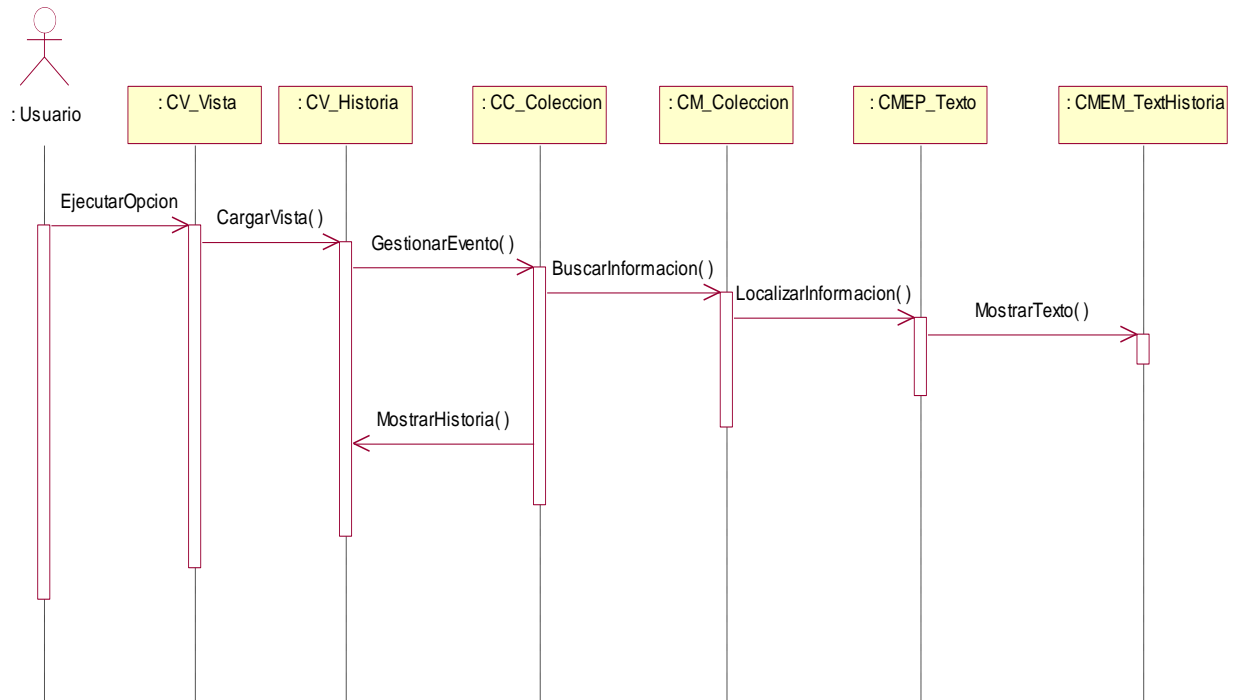 : Usuario
: CV_Vista
: CV_Historia
: CC_Coleccion
: CM_Coleccion
: CMEP_Texto
: CMEM_TextHistoria
EjecutarOpcion
CargarVista( )
GestionarEvento( )
BuscarInformacion( )
LocalizarInformacion( )
MostrarTexto( )
MostrarHistoria( )